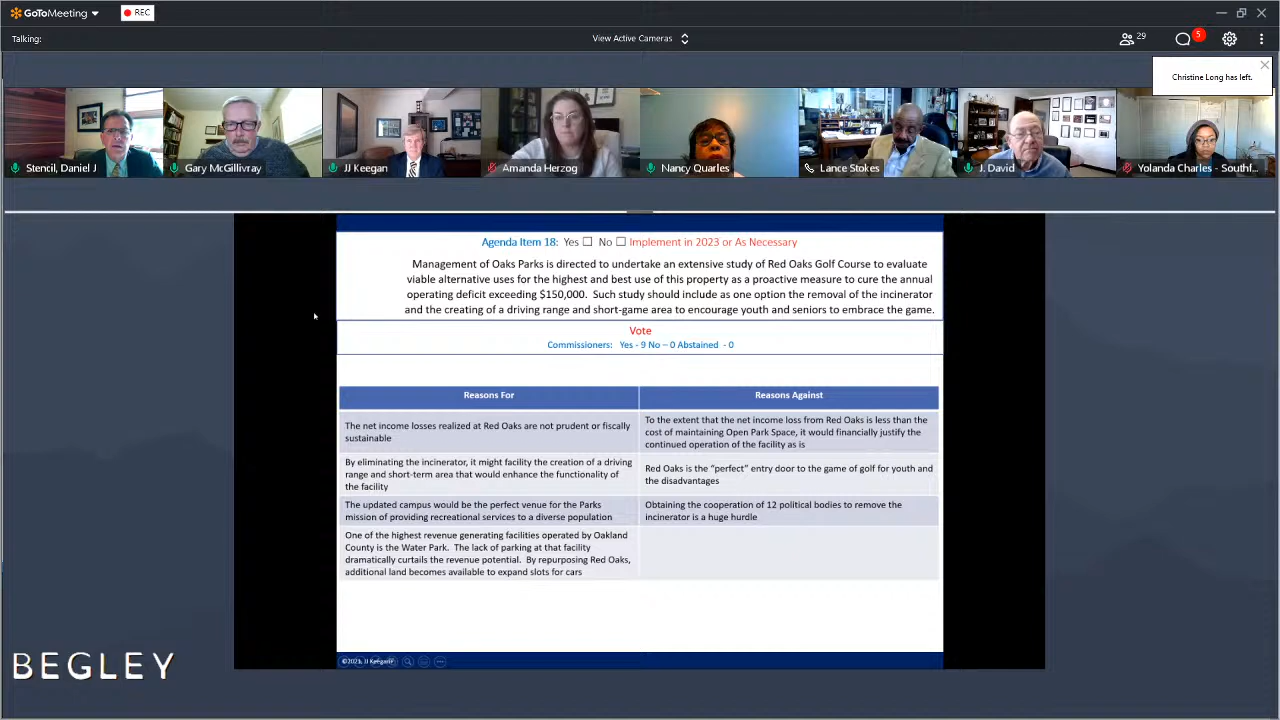 GoToMeeting
REC
Talking:
View Active Cameras
29
5
Christine Long has left.
Stencil, Daniel J
Gary McGillivray
JJ Keegan
Amanda Herzog
Nancy Quarles
Lance Stokes
J. David
Yolanda Charles - Southf...
Agenda Item 18: Yes ☐ No ☐ Implement in 2023 or As Necessary
Management of Oaks Parks is directed to undertake an extensive study of Red Oaks Golf Course to evaluate
viable alternative uses for the highest and best use of this property as a proactive measure to cure the annual
operating deficit exceeding $150,000. Such study should include as one option the removal of the incinerator
and the creating of a driving range and short-game area to encourage youth and seniors to embrace the game.
Vote
Commissioners: Yes - 9 No – 0 Abstained - 0
Reasons For
Reasons Against
The net income losses realized at Red Oaks are not prudent or fiscally
sustainable
To the extent that the net income loss from Red Oaks is less than the
cost of maintaining Open Park Space, it would financially justify the
continued operation of the facility as is
By eliminating the incinerator, it might facility the creation of a driving
range and short-term area that would enhance the functionality of
the facility
Red Oaks is the “perfect” entry door to the game of golf for youth and
the disadvantages
The updated campus would be the perfect venue for the Parks
mission of providing recreational services to a diverse population
Obtaining the cooperation of 12 political bodies to remove the
incinerator is a huge hurdle
One of the highest revenue generating facilities operated by Oakland
County is the Water Park. The lack of parking at that facility
dramatically curtails the revenue potential. By repurposing Red Oaks,
additional land becomes available to expand slots for cars
©2021, JJ Keegan
BEGLEY